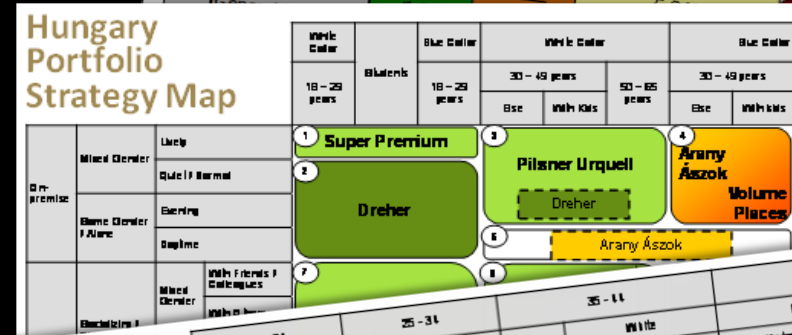 Hungary
Portfolio
Strategy Map
White Collar
Students
Blue Collar
White Collar
Blue Collar
18 – 29 years
18 – 29 years
30 – 49 years
50 – 65 years
30 – 49 years
Else
With Kids
Else
With kids
On-premise
Mixed Gender
Lively
Quiet / Normal
Same Gender / Alone
Evening
Daytime
Mixed Gender
With Friends / Colleagues
1 Super Premium
2 Dreher
3 Pilsner Urquell
Dreher
4 Arany Ászok
Volume Places
Arany Ászok
7
25 - 34
35 - 44
White